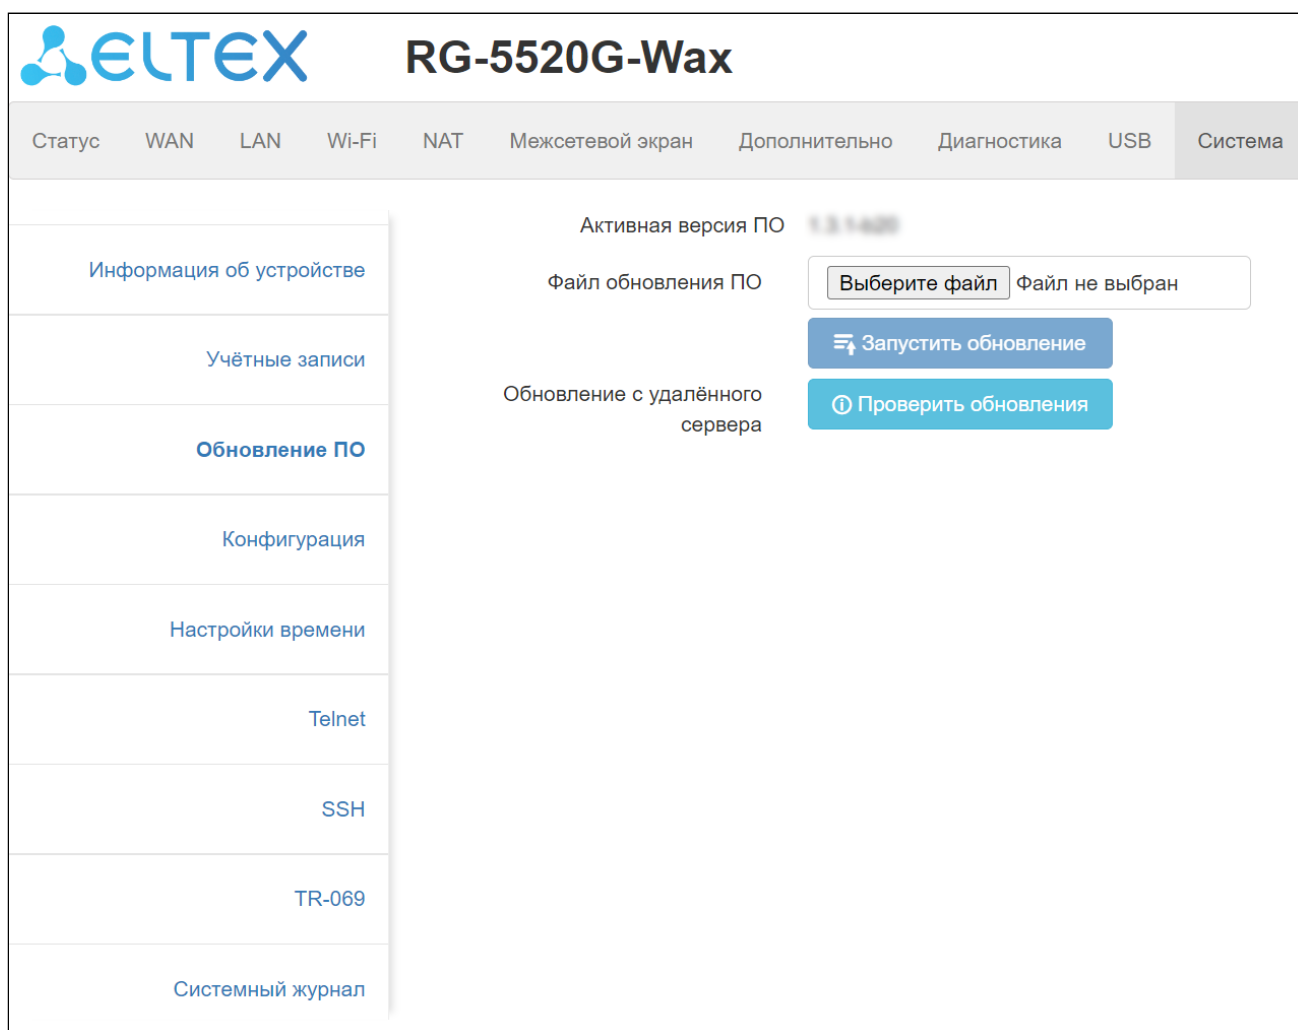 ELTEX RG-5520G-Wax
Статус WAN LAN Wi-Fi NAT Межсетевой экран Дополнительно Диагностика USB Система
Информация об устройстве
Учётные записи
Обновление ПО
Конфигурация
Настройки времени
Telnet
SSH
TR-069
Системный журнал
Активная версия ПО
Файл обновления ПО Выберите файл Файл не выбран
Запустить обновление
Обновление с удалённого
сервера
Проверить обновления